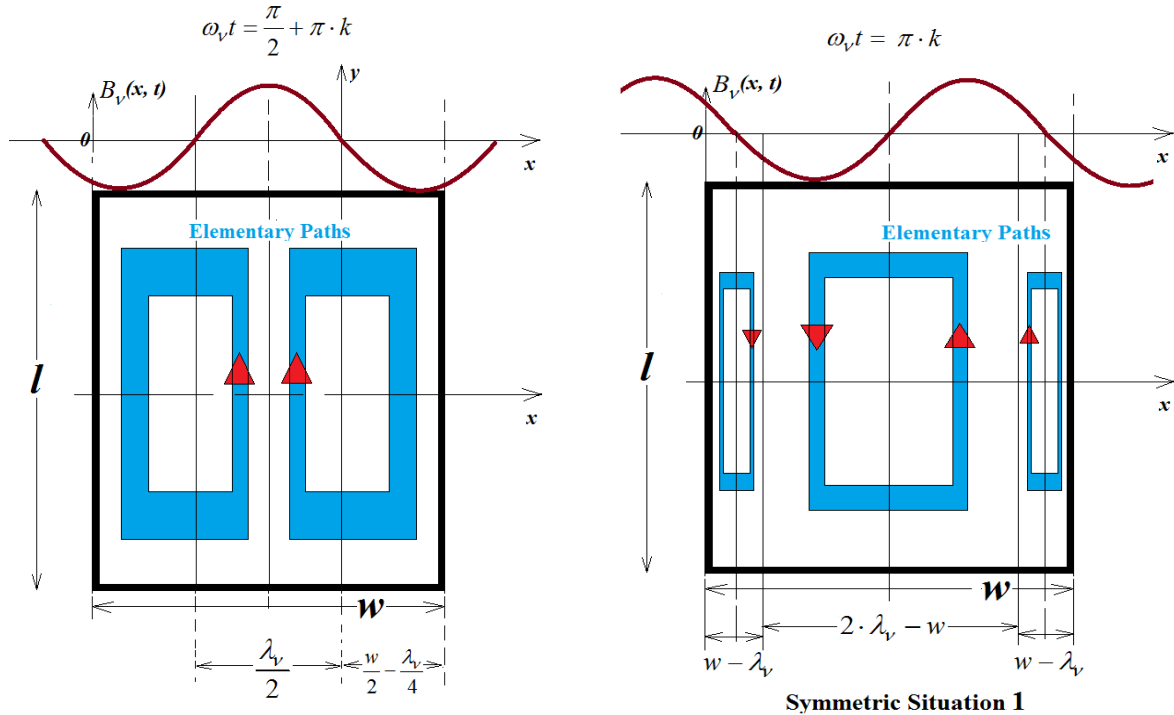 ω_ν t = π/2 + π · k
B_ν(x, t)
y
0
x
Elementary Paths
l
x
w
λ_ν/2
w/2 − λ_ν/4
ω_ν t = π · k
B_ν(x, t)
0
x
Elementary Paths
l
x
w
2 · λ_ν − w
w − λ_ν
w − λ_ν
Symmetric Situation 1